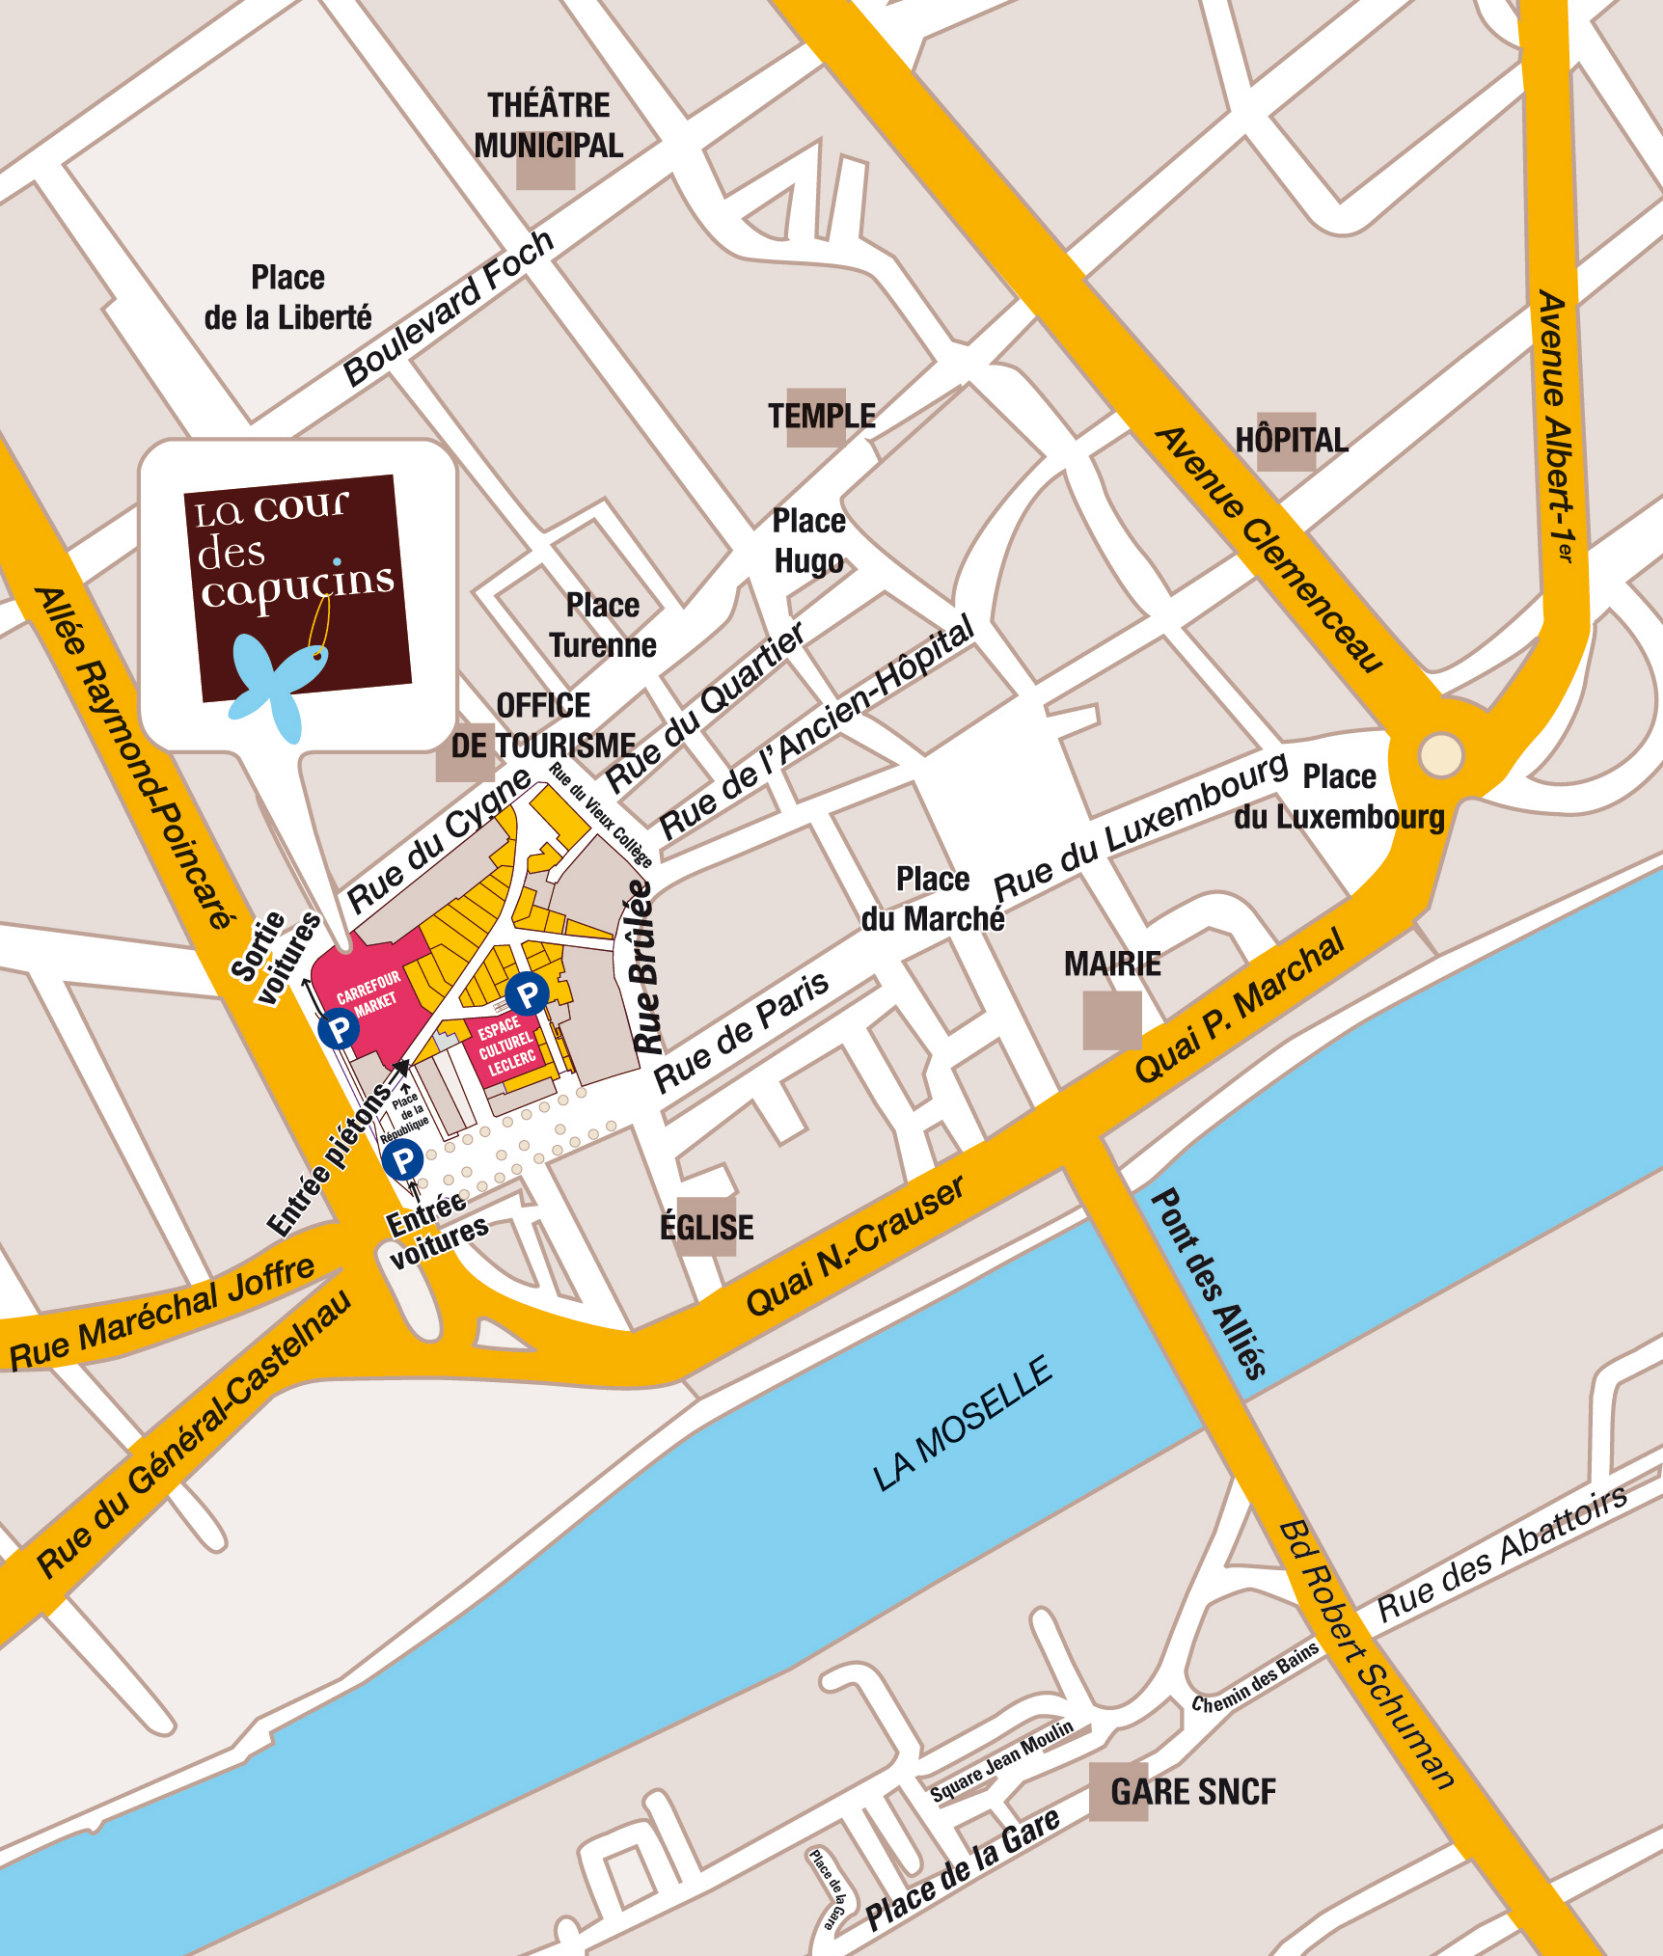 THÉÂTRE
MUNICIPAL
Place
de la Liberté
Boulevard Foch
TEMPLE
HÔPITAL
Avenue Albert-1er
Avenue Clemenceau
La cour
des
capucins
Place
Hugo
Place
Turenne
Allée Raymond-Poincaré
OFFICE
DE TOURISME
Rue du Quartier
Rue de l'Ancien-Hôpital
Rue du Vieux Collège
Rue du Cygne
Rue du Luxembourg
Place
du Luxembourg
Place
du Marché
Rue Brûlée
Sortie
voitures
CARREFOUR
MARKET
P
P
ESPACE
CULTUREL
LECLERC
MAIRIE
Rue de Paris
Quai P. Marchal
Entrée piétons
Place
de la
République
P
Entrée
voitures
ÉGLISE
Quai N.-Crauser
Pont des Alliés
Rue Maréchal Joffre
Rue du Général-Castelnau
LA MOSELLE
Bd Robert Schuman
Rue des Abattoirs
Chemin des Bains
Square Jean Moulin
GARE SNCF
Place de la Gare
Place de la Gare